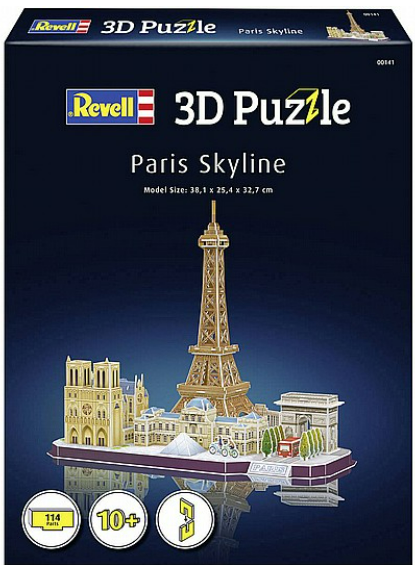 Revell 3D Puzzle Paris Skyline
00141
00141
Revell 3D Puzzle
Paris Skyline
Model Size: 38,1 x 25,4 x 32,7 cm
PARIS
114
Parts
10+